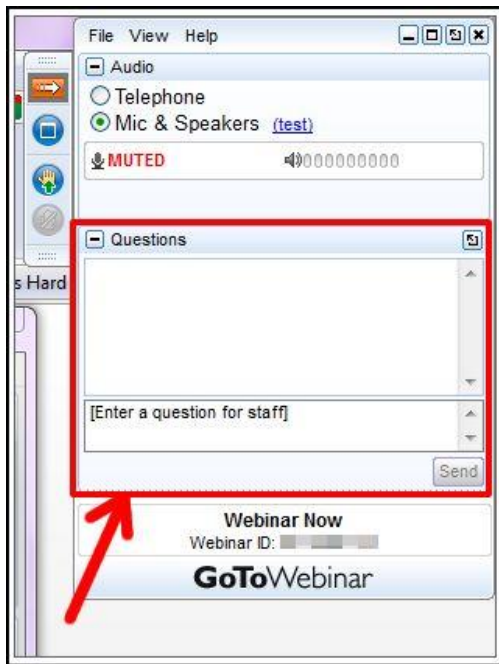 File View Help
Audio
Telephone
Mic & Speakers (test)
MUTED
Questions
s Hard
[Enter a question for staff]
Send
Webinar Now
Webinar ID:
GoToWebinar